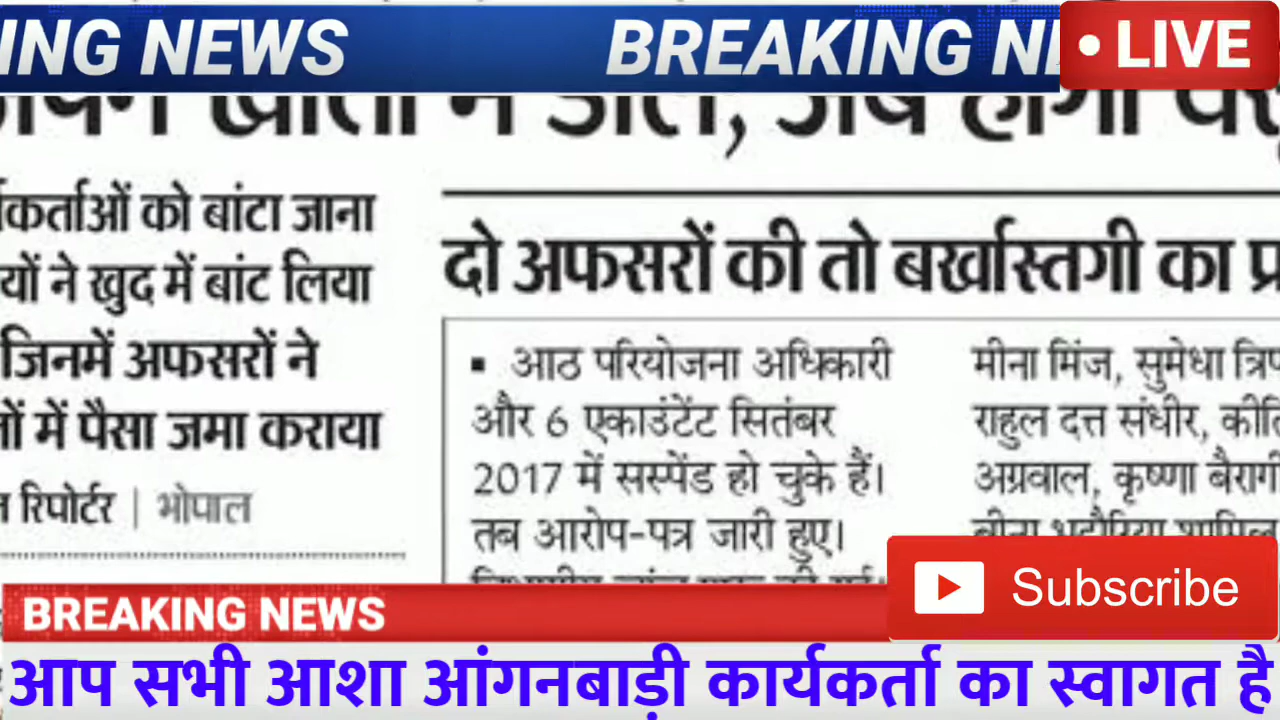 ING NEWS BREAKING
LIVE
खातों में डाले, अब होगी
कर्ताओं को बांटा जाना
ने खुद में बांट लिया
जिनमें अफसरों ने
में पैसा जमा कराया
रिपोर्टर | भोपाल
दो अफसरों की तो बर्खास्तगी का
▪ आठ परियोजना अधिकारी
और 6 एकाउंटेंट सितंबर
2017 में सस्पेंड हो चुके हैं।
तब आरोप-पत्र जारी हुए।
मीना मिंज, सुमेधा
राहुल दत्त संधीर,
अग्रवाल, कृष्णा बैरागी
Subscribe
BREAKING NEWS
आप सभी आशा आंगनबाड़ी कार्यकर्ता का स्वागत है